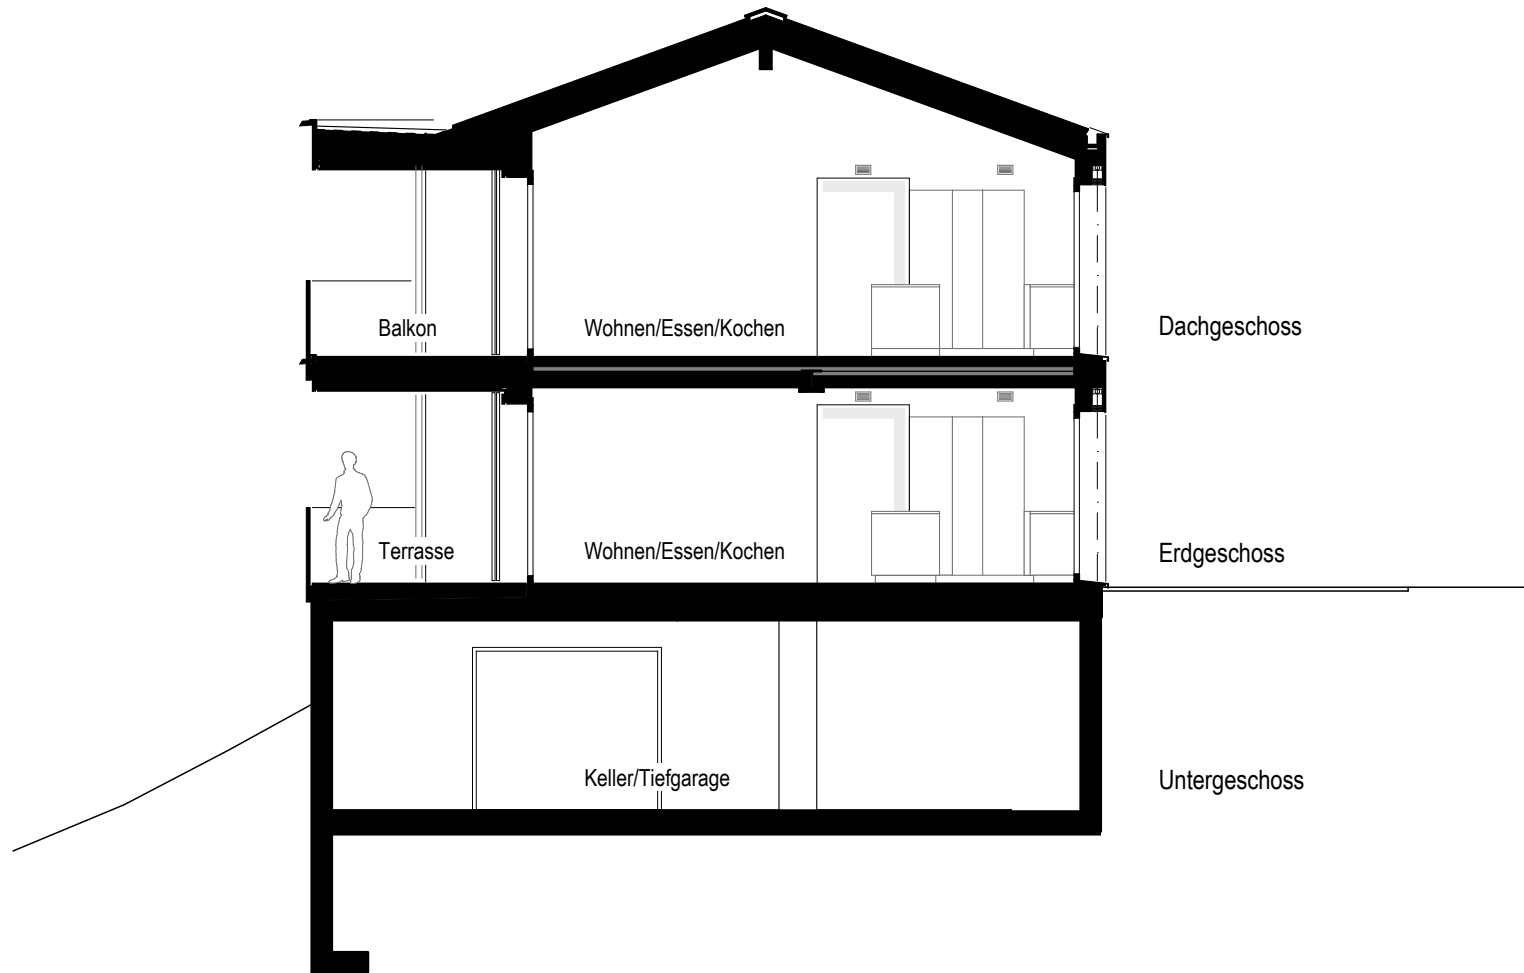 Balkon
Wohnen/Essen/Kochen
Dachgeschoss
Terrasse
Wohnen/Essen/Kochen
Erdgeschoss
Keller/Tiefgarage
Untergeschoss